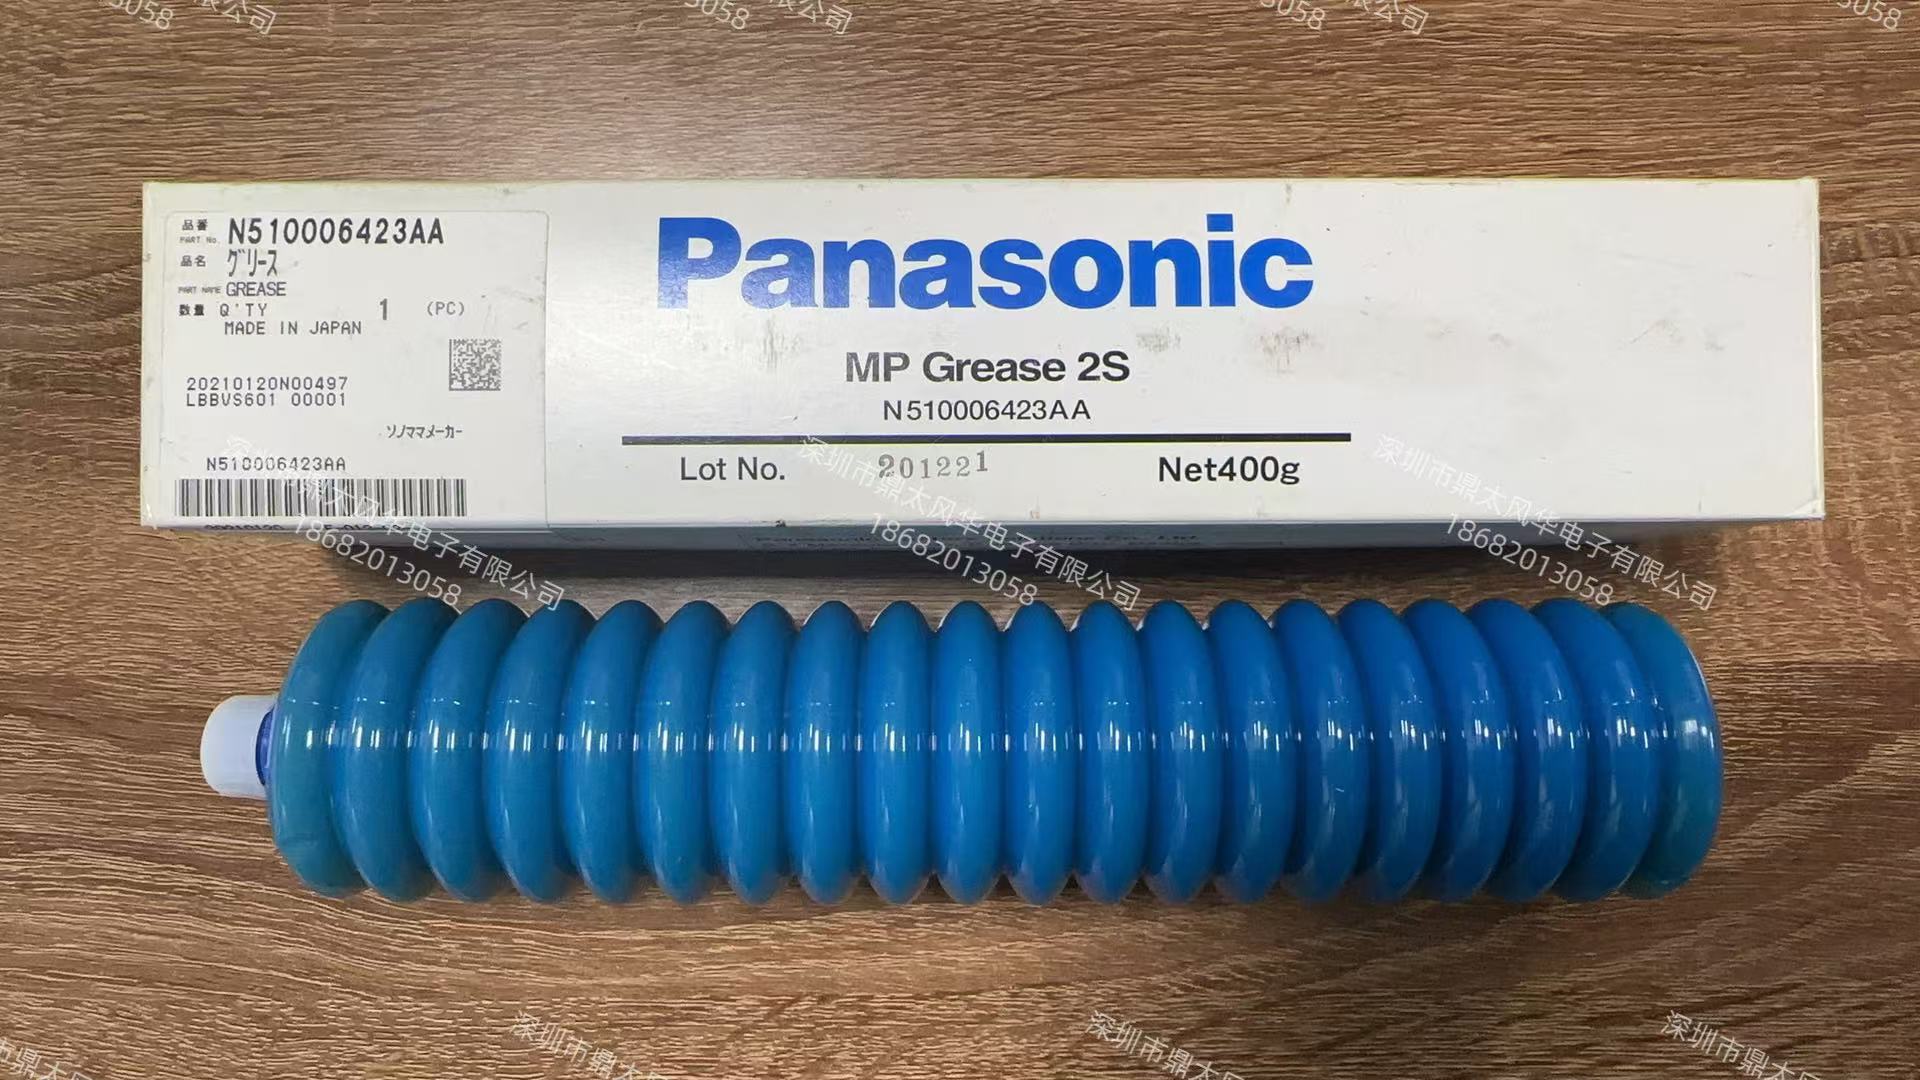 品番
PART No. N510006423AA
品名 グリース
PART NAME GREASE
数量 Q'TY 1 (PC)
MADE IN JAPAN
20210120N00497
LBBVS601 00001
ソノママメーカー
N510006423AA
Panasonic
MP Grease 2S
N510006423AA
Lot No. 201221 Net400g
深圳市鼎太风华电子有限公司
18682013058
深圳市鼎太风华电子有限公司
18682013058
深圳市鼎太风华电子有限公司
18682013058